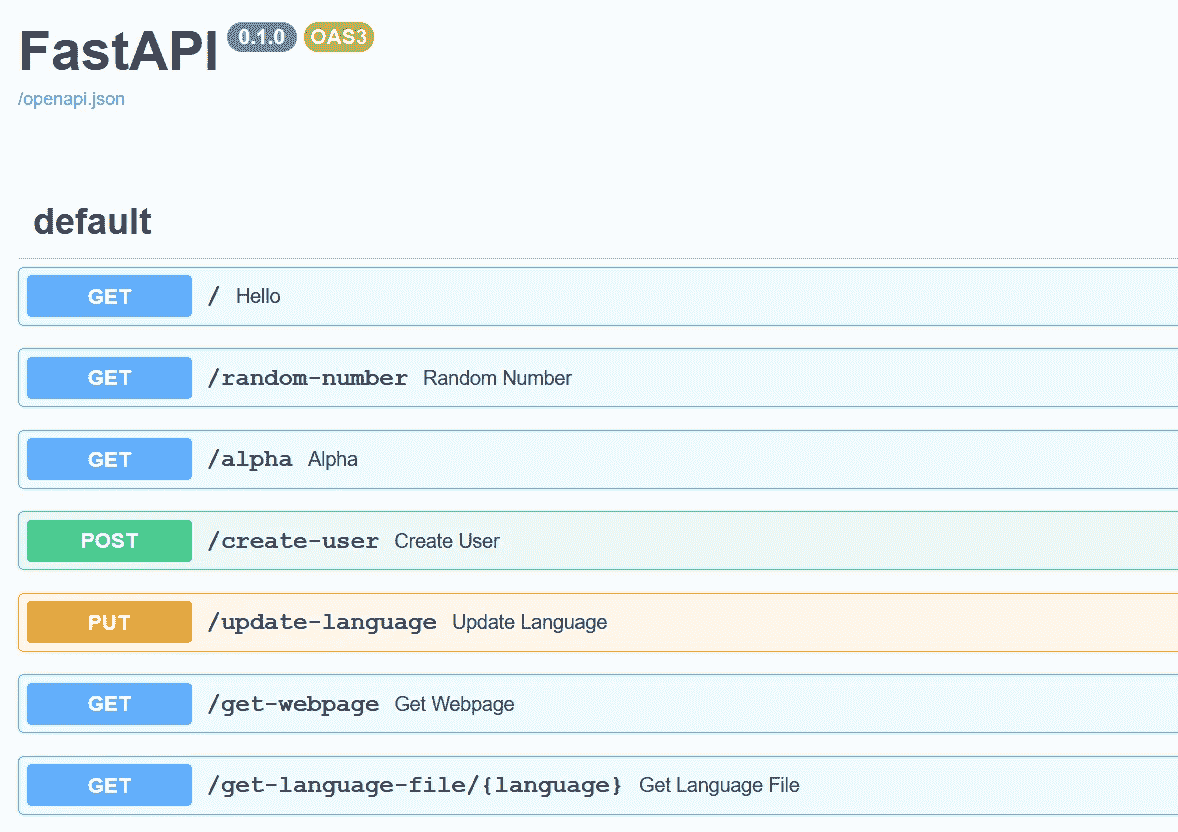 FastAPI 0.1.0 OAS3
/openapi.json
default
GET / Hello
GET /random-number Random Number
GET /alpha Alpha
POST /create-user Create User
PUT /update-language Update Language
GET /get-webpage Get Webpage
GET /get-language-file/{language} Get Language File